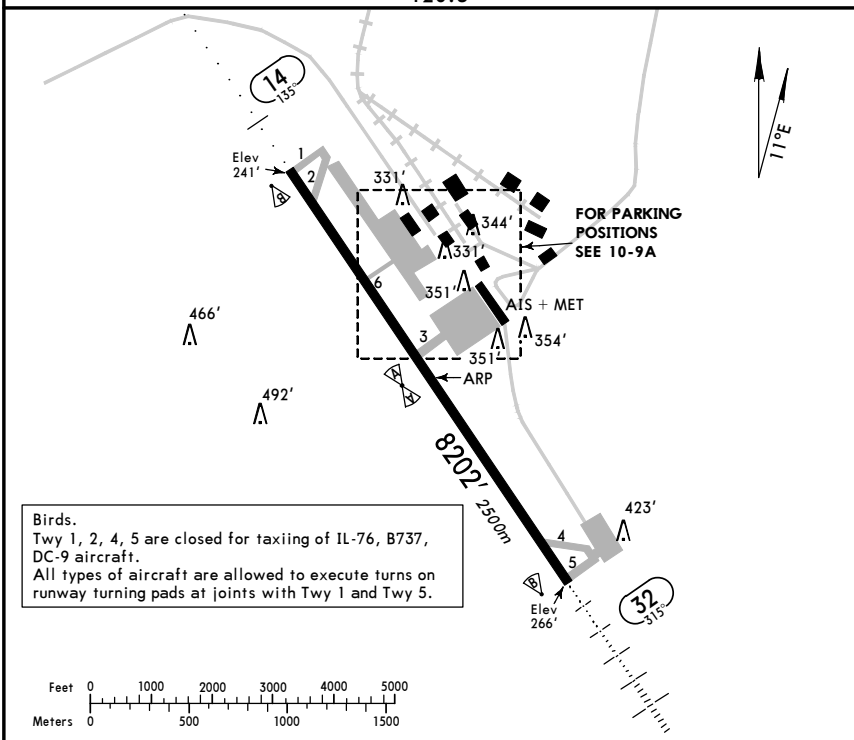 14
135°
11°E
Elev
241'
1
2
B
331'
344'
331'
FOR PARKING
POSITIONS
SEE 10-9A
6
351'
AIS + MET
466'
3
351'
354'
A
A
ARP
492'
8202'
2500m
423'
4
5
Birds.
Twy 1, 2, 4, 5 are closed for taxiing of IL-76, B737,
DC-9 aircraft.
All types of aircraft are allowed to execute turns on
runway turning pads at joints with Twy 1 and Twy 5.
B
Elev
266'
32
315°
Feet 0 1000 2000 3000 4000 5000
Meters 0 500 1000 1500